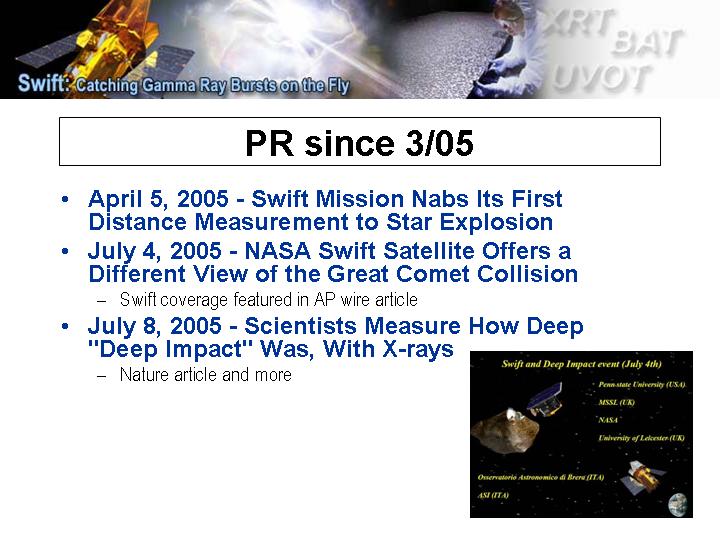 XRT
BAT
UVOT
Swift: Catching Gamma Ray Bursts on the Fly
PR since 3/05
• April 5, 2005 - Swift Mission Nabs Its First
Distance Measurement to Star Explosion
• July 4, 2005 - NASA Swift Satellite Offers a
Different View of the Great Comet Collision
– Swift coverage featured in AP wire article
• July 8, 2005 - Scientists Measure How Deep
"Deep Impact" Was, With X-rays
– Nature article and more
Swift and Deep Impact event (July 4th)
Penn-state University (USA)
MSSL (UK)
NASA
University of Leicester (UK)
Osservatorio Astronomico di Brera (ITA)
ASI (ITA)